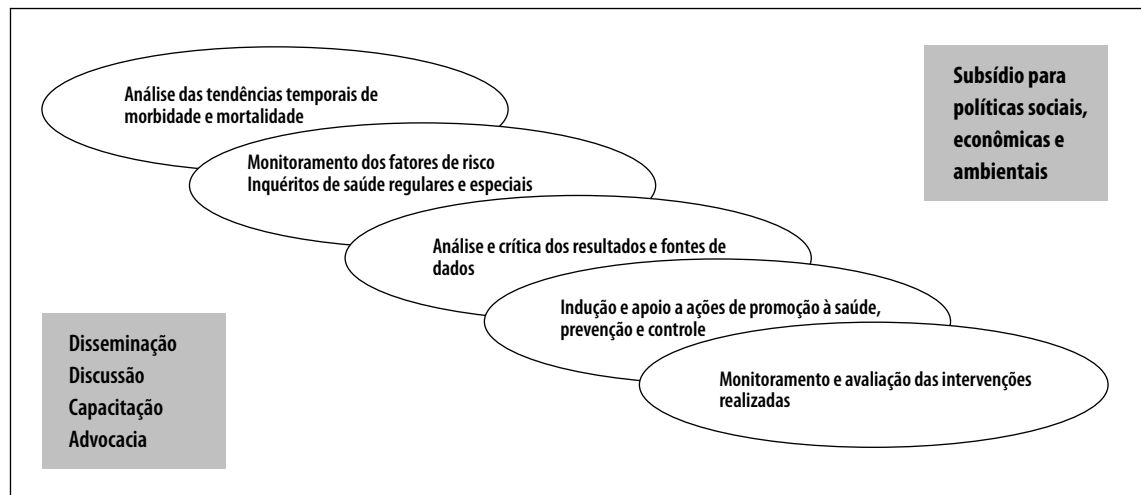 Análise das tendências temporais de
morbidade e mortalidade
Subsídio para
políticas sociais,
econômicas e
ambientais
Monitoramento dos fatores de risco
Inquéritos de saúde regulares e especiais
Análise e crítica dos resultados e fontes de
dados
Indução e apoio a ações de promoção à saúde,
prevenção e controle
Disseminação
Discussão
Capacitação
Advocacia
Monitoramento e avaliação das intervenções
realizadas